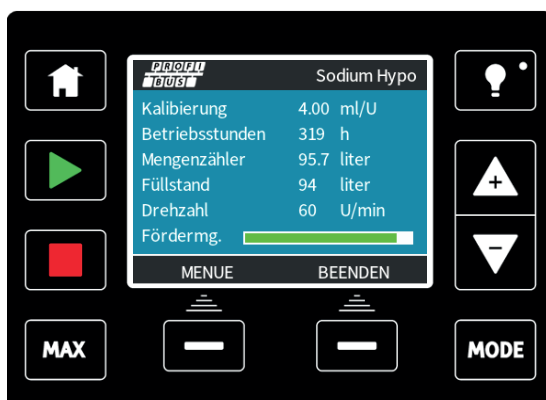 PROFI
BUS
Sodium Hypo
Kalibierung 4.00 ml/U
Betriebsstunden 319 h
Mengenzähler 95.7 liter
Füllstand 94 liter
Drehzahl 60 U/min
Fördermg.
MENUE BEENDEN
+
−
MAX
MODE